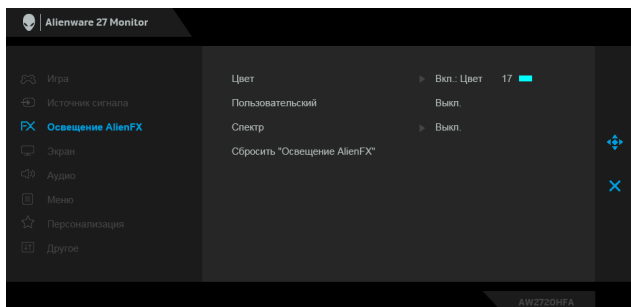 Alienware 27 Monitor
Игра
Источник сигнала
FX Освещение AlienFX
Экран
Аудио
Меню
Персонализация
Другое
Цвет Вкл.: Цвет 17
Пользовательский Выкл.
Спектр Выкл.
Сбросить "Освещение AlienFX"
AW2720HFA